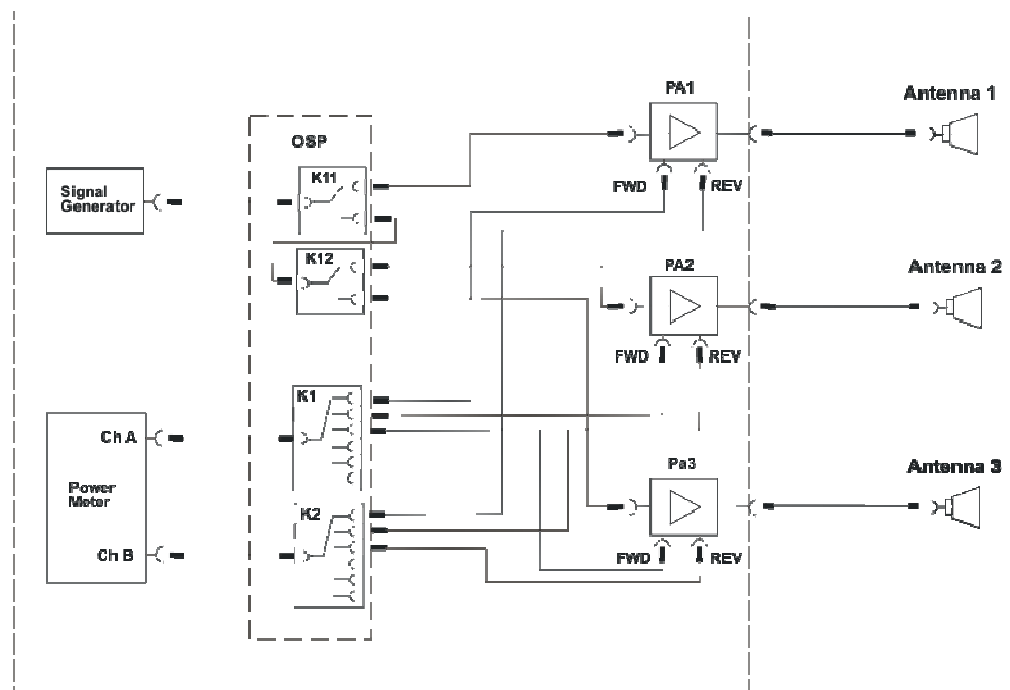 PA1
Antenna 1
OSP
K11
Signal
Generator
FWD
REV
K12
PA2
Antenna 2
FWD
REV
K1
Ch A
Pa3
Antenna 3
Power
Meter
K2
Ch B
FWD
REV